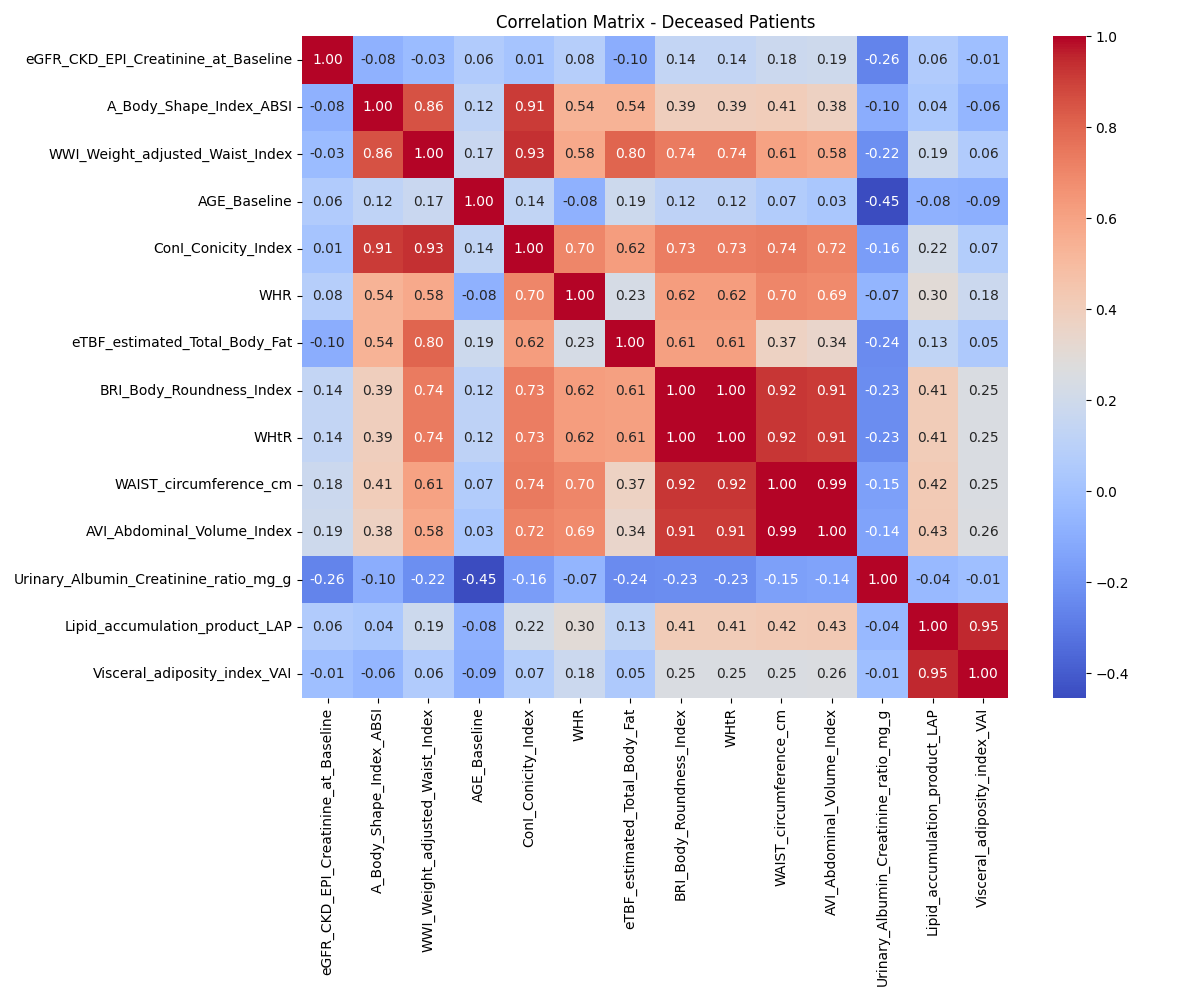 Correlation Matrix - Deceased Patients
eGFR_CKD_EPI_Creatinine_at_Baseline 1.00 -0.08 -0.03 0.06 0.01 0.08 -0.10 0.14 0.14 0.18 0.19 -0.26 0.06 -0.01
A_Body_Shape_Index_ABSI -0.08 1.00 0.86 0.12 0.91 0.54 0.54 0.39 0.39 0.41 0.38 -0.10 0.04 -0.06
WWI_Weight_adjusted_Waist_Index -0.03 0.86 1.00 0.17 0.93 0.58 0.80 0.74 0.74 0.61 0.58 -0.22 0.19 0.06
AGE_Baseline 0.06 0.12 0.17 1.00 0.14 -0.08 0.19 0.12 0.12 0.07 0.03 -0.45 -0.08 -0.09
ConI_Conicity_Index 0.01 0.91 0.93 0.14 1.00 0.70 0.62 0.73 0.73 0.74 0.72 -0.16 0.22 0.07
WHR 0.08 0.54 0.58 -0.08 0.70 1.00 0.23 0.62 0.62 0.70 0.69 -0.07 0.30 0.18
eTBF_estimated_Total_Body_Fat -0.10 0.54 0.80 0.19 0.62 0.23 1.00 0.61 0.61 0.37 0.34 -0.24 0.13 0.05
BRI_Body_Roundness_Index 0.14 0.39 0.74 0.12 0.73 0.62 0.61 1.00 1.00 0.92 0.91 -0.23 0.41 0.25
WHtR 0.14 0.39 0.74 0.12 0.73 0.62 0.61 1.00 1.00 0.92 0.91 -0.23 0.41 0.25
WAIST_circumference_cm 0.18 0.41 0.61 0.07 0.74 0.70 0.37 0.92 0.92 1.00 0.99 -0.15 0.42 0.25
AVI_Abdominal_Volume_Index 0.19 0.38 0.58 0.03 0.72 0.69 0.34 0.91 0.91 0.99 1.00 -0.14 0.43 0.26
Urinary_Albumin_Creatinine_ratio_mg_g -0.26 -0.10 -0.22 -0.45 -0.16 -0.07 -0.24 -0.23 -0.23 -0.15 -0.14 1.00 -0.04 -0.01
Lipid_accumulation_product_LAP 0.06 0.04 0.19 -0.08 0.22 0.30 0.13 0.41 0.41 0.42 0.43 -0.04 1.00 0.95
Visceral_adiposity_index_VAI -0.01 -0.06 0.06 -0.09 0.07 0.18 0.05 0.25 0.25 0.25 0.26 -0.01 0.95 1.00
eGFR_CKD_EPI_Creatinine_at_Baseline
A_Body_Shape_Index_ABSI
WWI_Weight_adjusted_Waist_Index
AGE_Baseline
ConI_Conicity_Index
WHR
eTBF_estimated_Total_Body_Fat
BRI_Body_Roundness_Index
WHtR
WAIST_circumference_cm
AVI_Abdominal_Volume_Index
Urinary_Albumin_Creatinine_ratio_mg_g
Lipid_accumulation_product_LAP
Visceral_adiposity_index_VAI
1.0
0.8
0.6
0.4
0.2
0.0
−0.2
−0.4